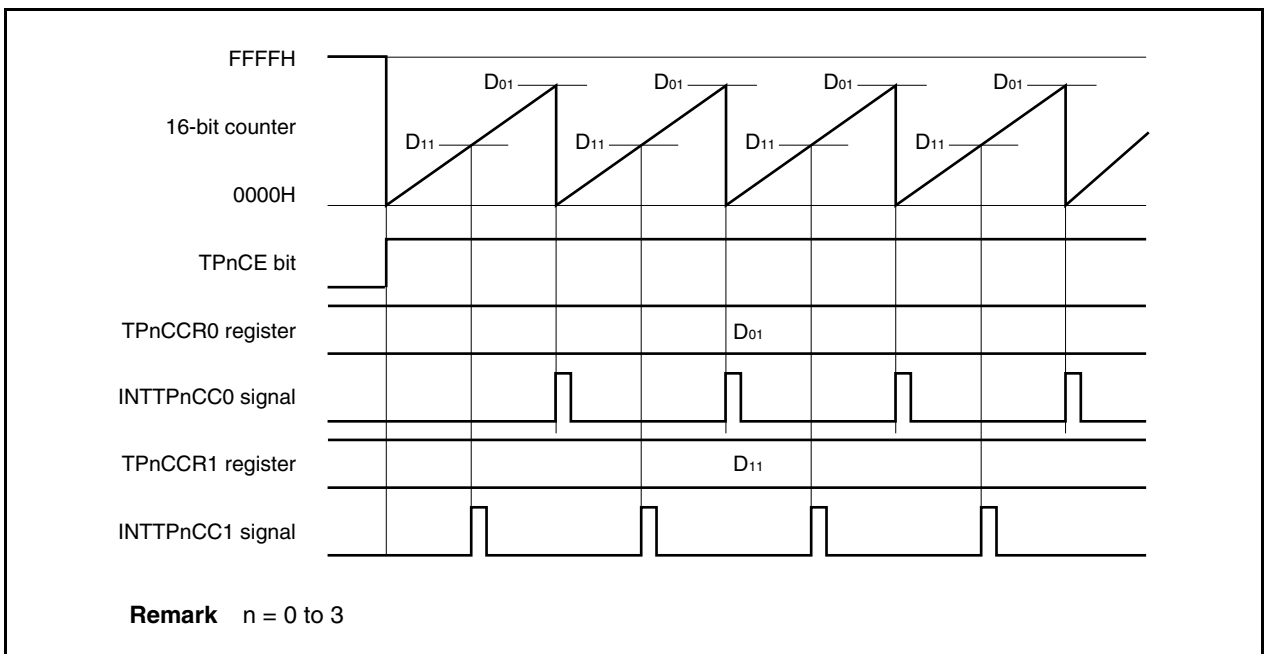 FFFFH
D01 D01 D01 D01
16-bit counter
D11 D11 D11 D11
0000H
TPnCE bit
TPnCCR0 register
D01
INTTPnCC0 signal
TPnCCR1 register
D11
INTTPnCC1 signal
Remark n = 0 to 3